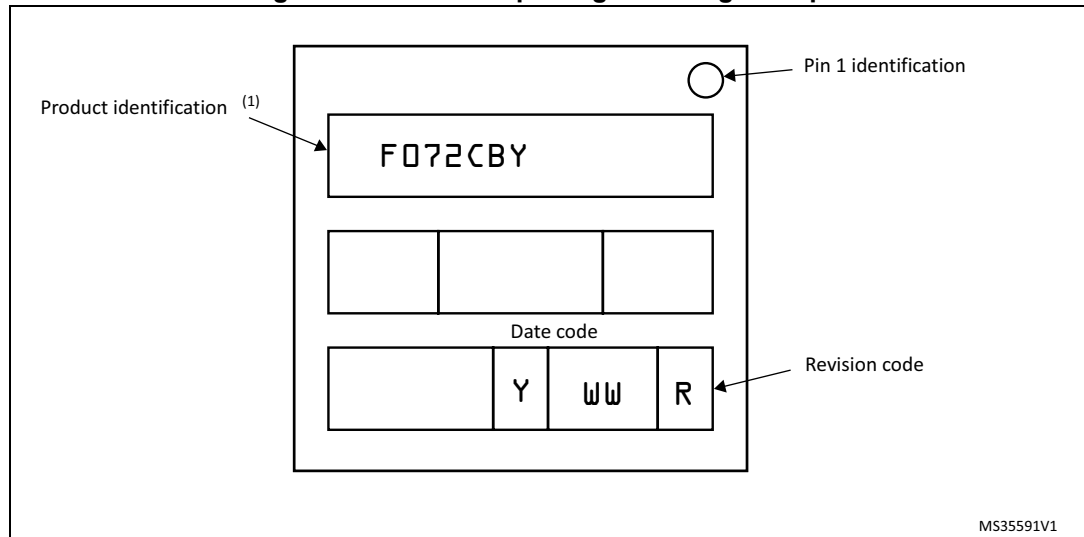 Pin 1 identification
Product identification (1)
F072CBY
Date code
Y WW R
Revision code
MS35591V1